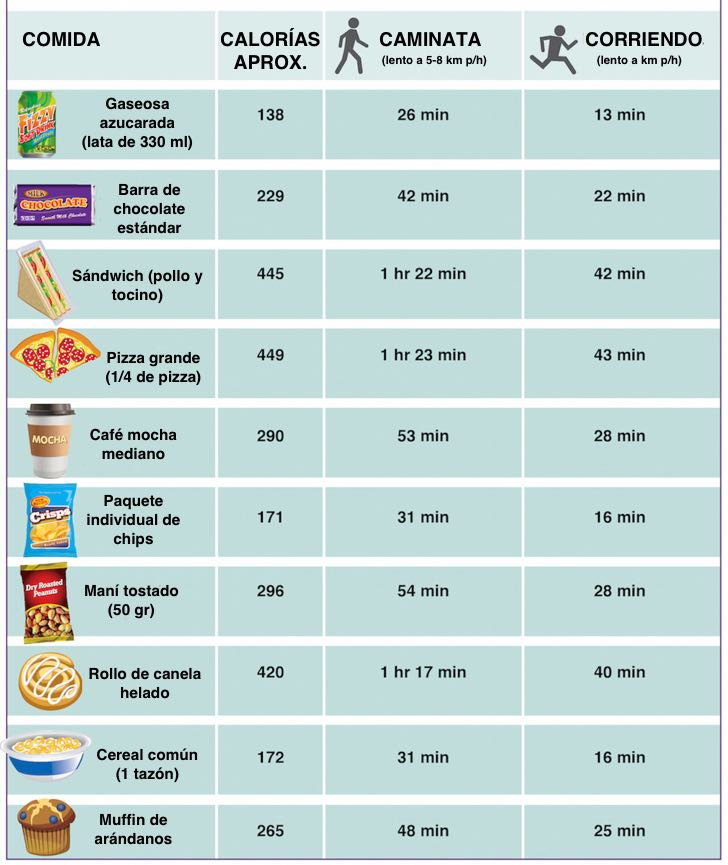 COMIDA
CALORÍAS
APROX.
CAMINATA
(lento a 5-8 km p/h)
CORRIENDO
(lento a km p/h)
FIZZY
Gaseosa
azucarada
(lata de 330 ml)
138
26 min
13 min
MILK
CHOCOLATE
Smooth Milk Chocolate
Barra de
chocolate
estándar
229
42 min
22 min
Sándwich (pollo y
tocino)
445
1 hr 22 min
42 min
Pizza grande
(1/4 de pizza)
449
1 hr 23 min
43 min
MOCHA
Café mocha
mediano
290
53 min
28 min
Crisps
Paquete
individual de
chips
171
31 min
16 min
Dry Roasted
Peanuts
Maní tostado
(50 gr)
296
54 min
28 min
Rollo de canela
helado
420
1 hr 17 min
40 min
Cereal común
(1 tazón)
172
31 min
16 min
Muffin de
arándanos
265
48 min
25 min